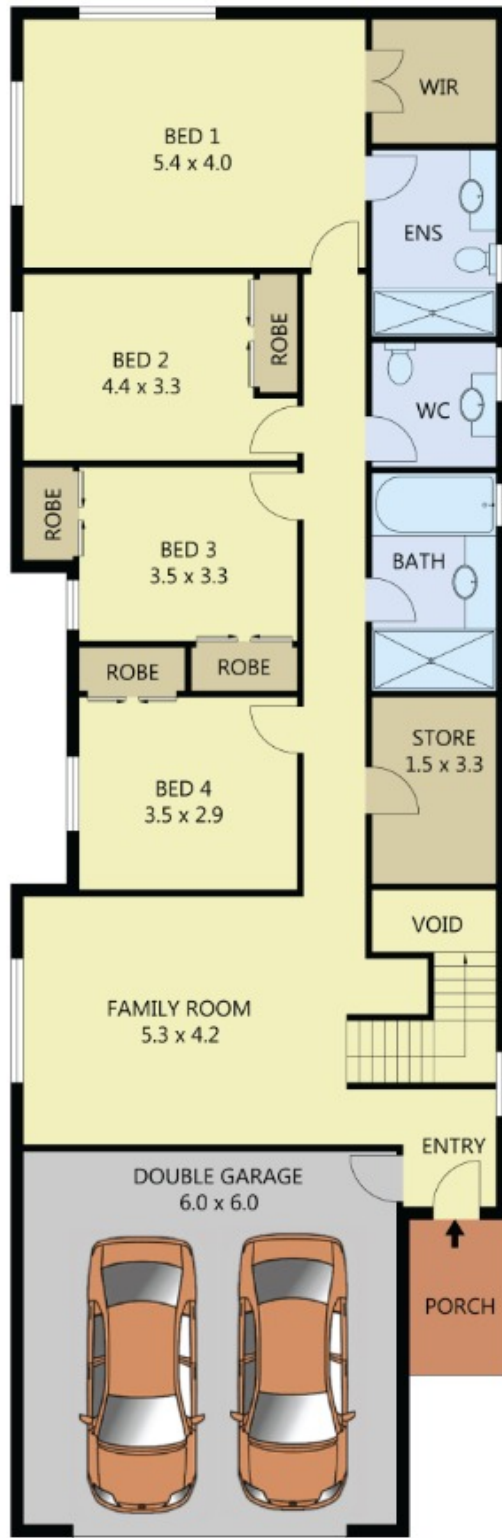 BED 1
5.4 x 4.0
WIR
ENS
BED 2
4.4 x 3.3
ROBE
WC
ROBE
BED 3
3.5 x 3.3
BATH
ROBE
ROBE
BED 4
3.5 x 2.9
STORE
1.5 x 3.3
VOID
FAMILY ROOM
5.3 x 4.2
ENTRY
DOUBLE GARAGE
6.0 x 6.0
PORCH